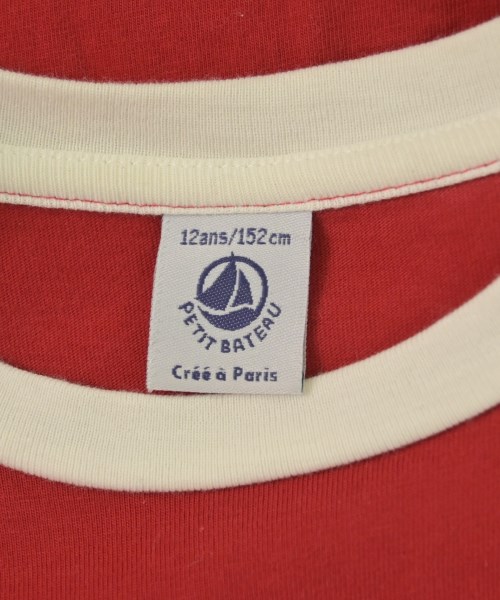 12ans/152cm
PETIT BATEAU
Créé à Paris